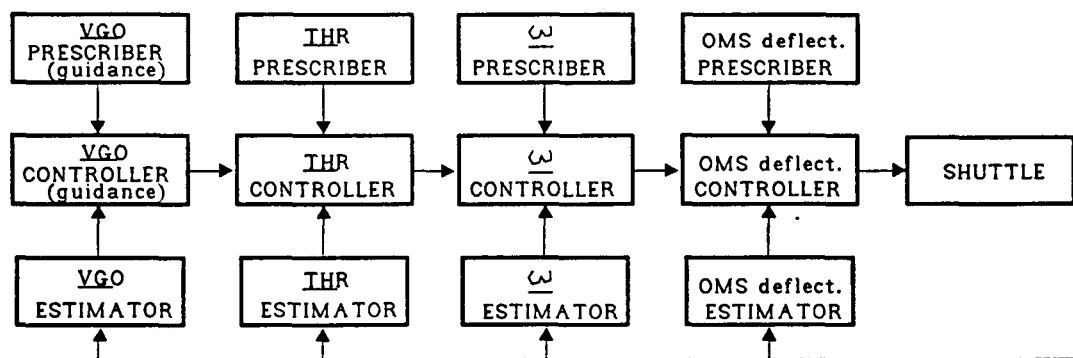 VGO
PRESCRIBER
(guidance)
THR
PRESCRIBER
ω
PRESCRIBER
OMS deflect.
PRESCRIBER
VGO
CONTROLLER
(guidance)
THR
CONTROLLER
ω
CONTROLLER
OMS deflect.
CONTROLLER
SHUTTLE
VGO
ESTIMATOR
THR
ESTIMATOR
ω
ESTIMATOR
OMS deflect.
ESTIMATOR